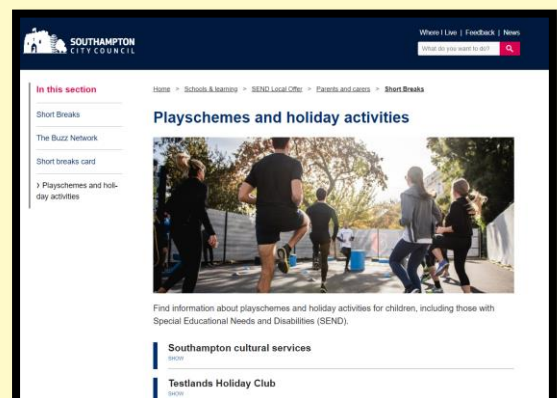 SOUTHAMPTON
CITY COUNCIL
Where I Live | Feedback | News
What do you want to do?
In this section
Short Breaks
The Buzz Network
Short breaks card
› Playschemes and holi-
day activities
Home > Schools & learning > SEND Local Offer > Parents and carers > Short Breaks
Playschemes and holiday activities
Find information about playschemes and holiday activities for children, including those with
Special Educational Needs and Disabilities (SEND).
Southampton cultural services
SHOW
Testlands Holiday Club
SHOW